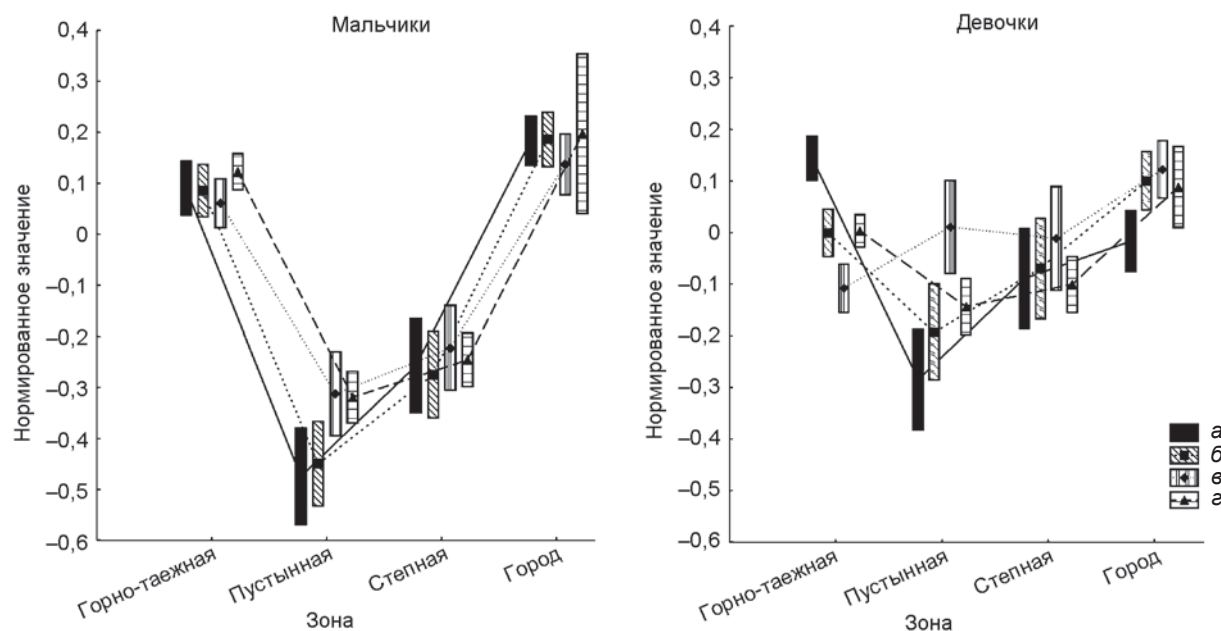 Мальчики
Нормированное значение
0,4
0,3
0,2
0,1
0
–0,1
–0,2
–0,3
–0,4
–0,5
–0,6
Горно-таежная
Пустынная
Степная
Город
Зона
Девочки
Нормированное значение
0,4
0,3
0,2
0,1
0
–0,1
–0,2
–0,3
–0,4
–0,5
–0,6
Горно-таежная
Пустынная
Степная
Город
Зона
а
б
в
г